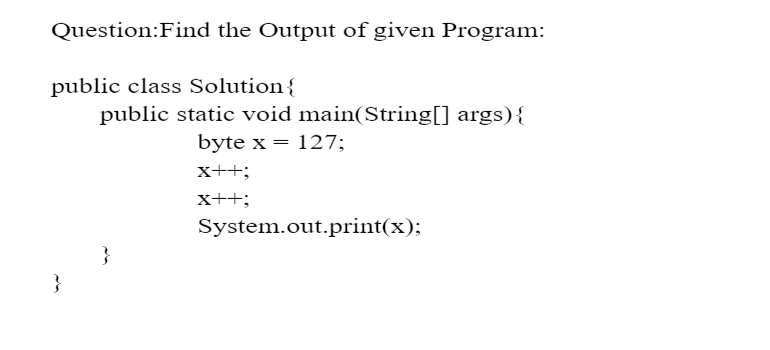 Question:Find the Output of given Program:
public class Solution{
public static void main(String[] args){
byte x = 127;
x++;
x++;
System.out.print(x);
}
}